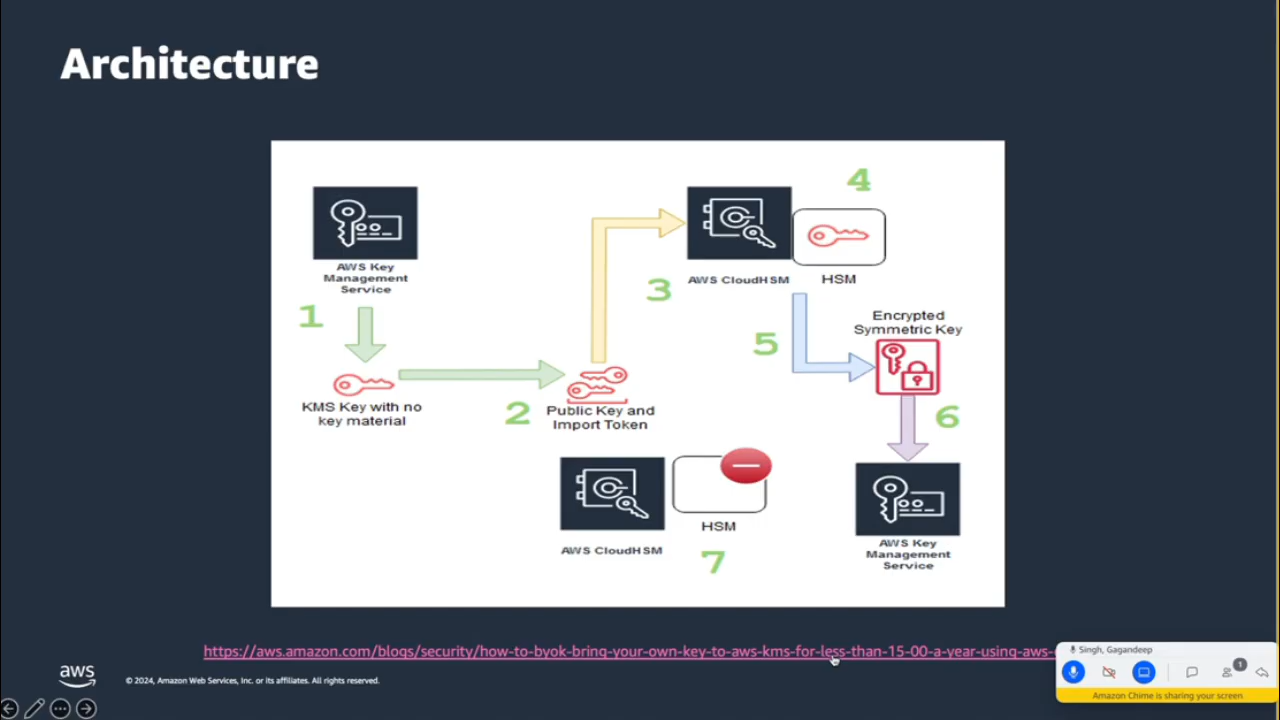 Architecture
4
AWS Key
Management
Service
1
3
AWS CloudHSM
HSM
5
Encrypted
Symmetric Key
KMS Key with no
key material
2
Public Key and
Import Token
6
AWS CloudHSM
HSM
7
AWS Key
Management
Service
https://aws.amazon.com/blogs/security/how-to-byok-bring-your-own-key-to-aws-kms-for-less-than-15-00-a-year-using-aws-
aws
© 2024, Amazon Web Services, Inc. or its affiliates. All rights reserved.
Singh, Gagandeep
1
Amazon Chime is sharing your screen